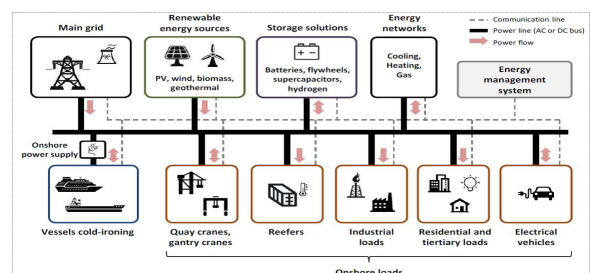 Main grid
Renewable
energy sources
Storage solutions
Energy
networks
Communication line
Power line (AC or DC bus)
Power flow
PV, wind, biomass,
geothermal
Batteries, flywheels,
supercapacitors,
hydrogen
Cooling,
Heating,
Gas
Energy
management
system
Onshore
power supply
Vessels cold-ironing
Quay cranes,
gantry cranes
Reefers
Industrial
loads
Residential and
tiertiary loads
Electrical
vehicles
Onshore loads